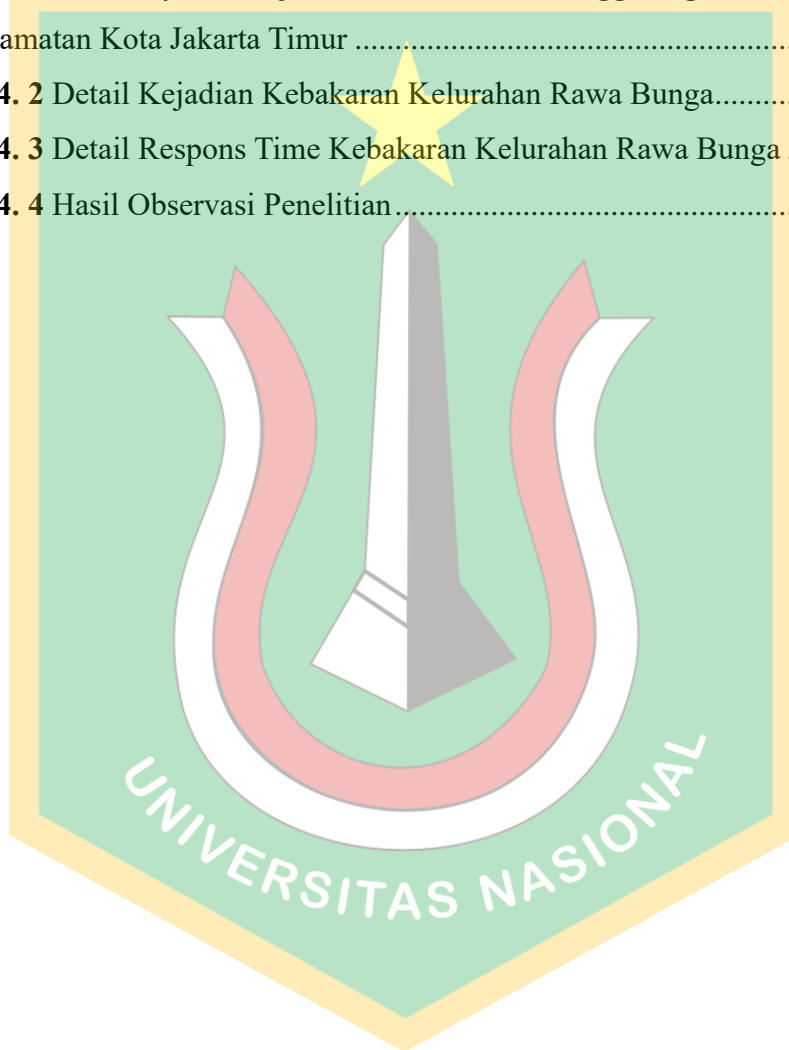 amatan Kota Jakarta Timur ........................................................
4. 2 Detail Kejadian Kebakaran Kelurahan Rawa Bunga..........
4. 3 Detail Respons Time Kebakaran Kelurahan Rawa Bunga .
4. 4 Hasil Observasi Penelitian..................................................
UNIVERSITAS NASIONAL